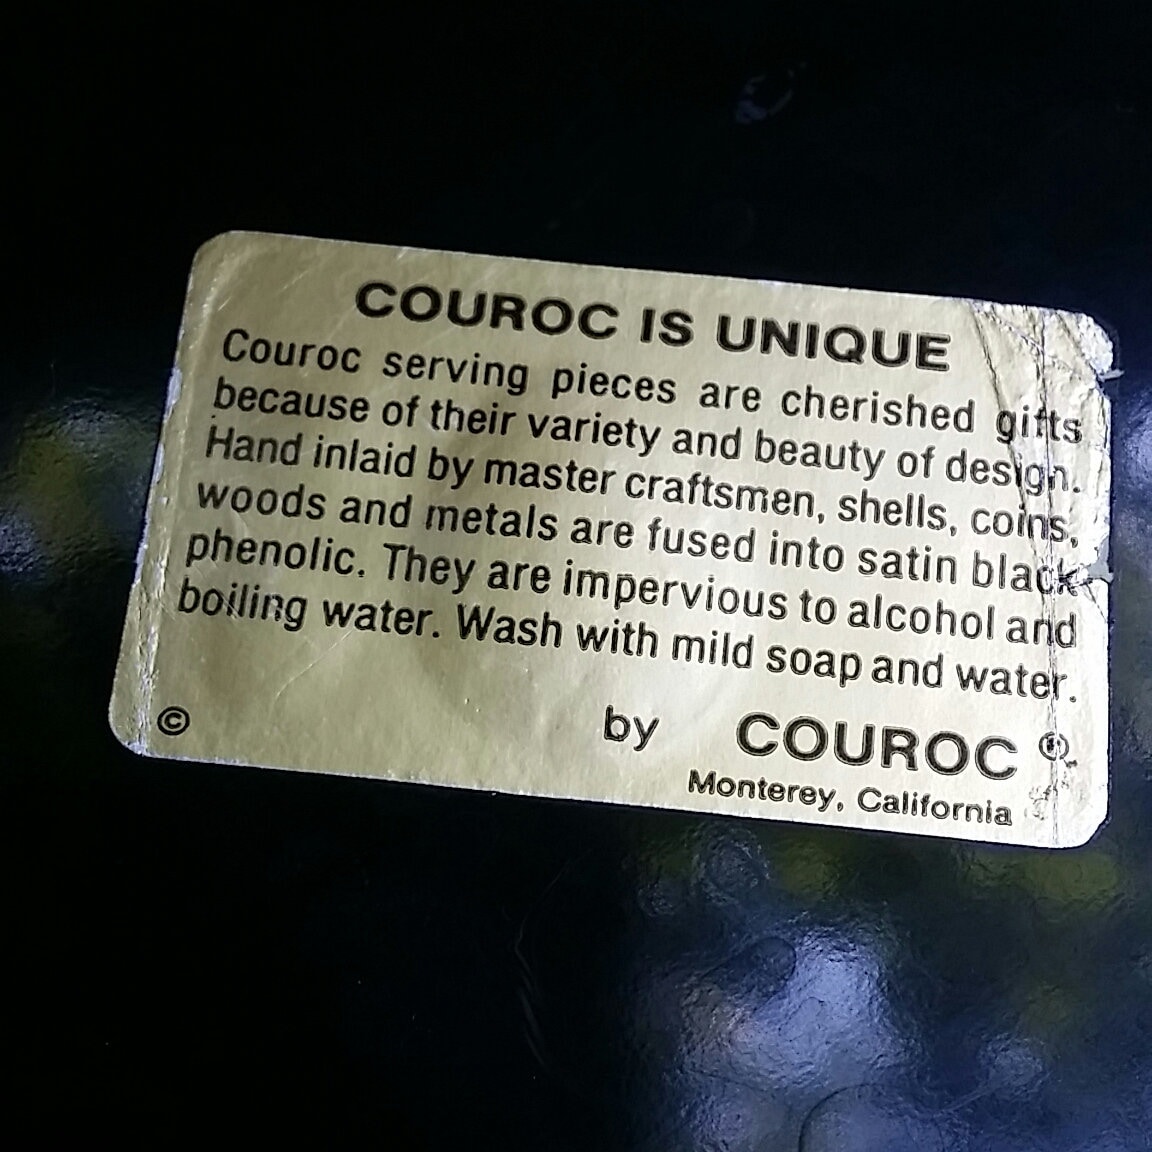 COUROC IS UNIQUE
Couroc serving pieces are cherished gifts
because of their variety and beauty of design.
Hand inlaid by master craftsmen, shells, coins,
woods and metals are fused into satin black
phenolic. They are impervious to alcohol and
boiling water. Wash with mild soap and water.
© by COUROC ®
Monterey, California